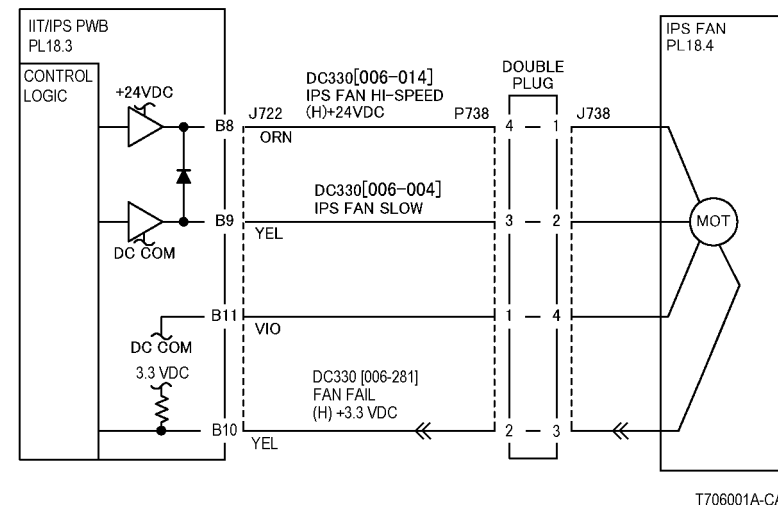 IIT/IPS PWB
PL18.3
CONTROL
LOGIC
+24VDC
DC COM
DC COM
3.3 VDC
B8
B9
B11
B10
J722
ORN
YEL
VIO
YEL
DC330[006-014]
IPS FAN HI-SPEED
(H)+24VDC
DC330[006-004]
IPS FAN SLOW
DC330 [006-281]
FAN FAIL
(H) +3.3 VDC
P738
DOUBLE
PLUG
4 - 1
3 - 2
1 - 4
2 - 3
J738
IPS FAN
PL18.4
MOT
T706001A-CA